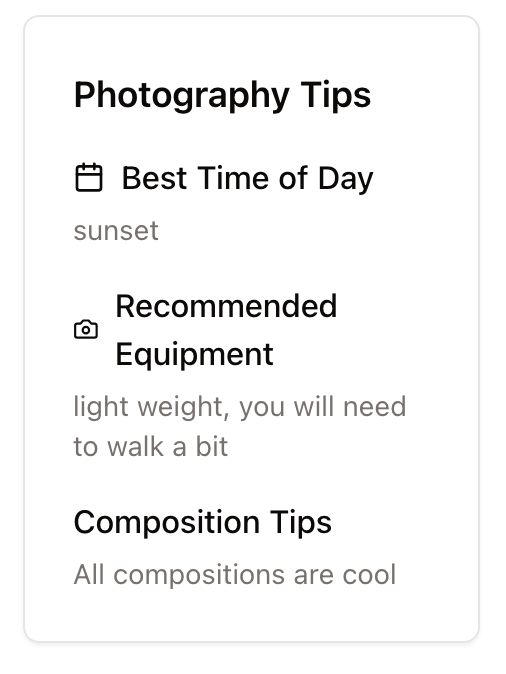 Photography Tips
Best Time of Day
sunset
Recommended
Equipment
light weight, you will need
to walk a bit
Composition Tips
All compositions are cool